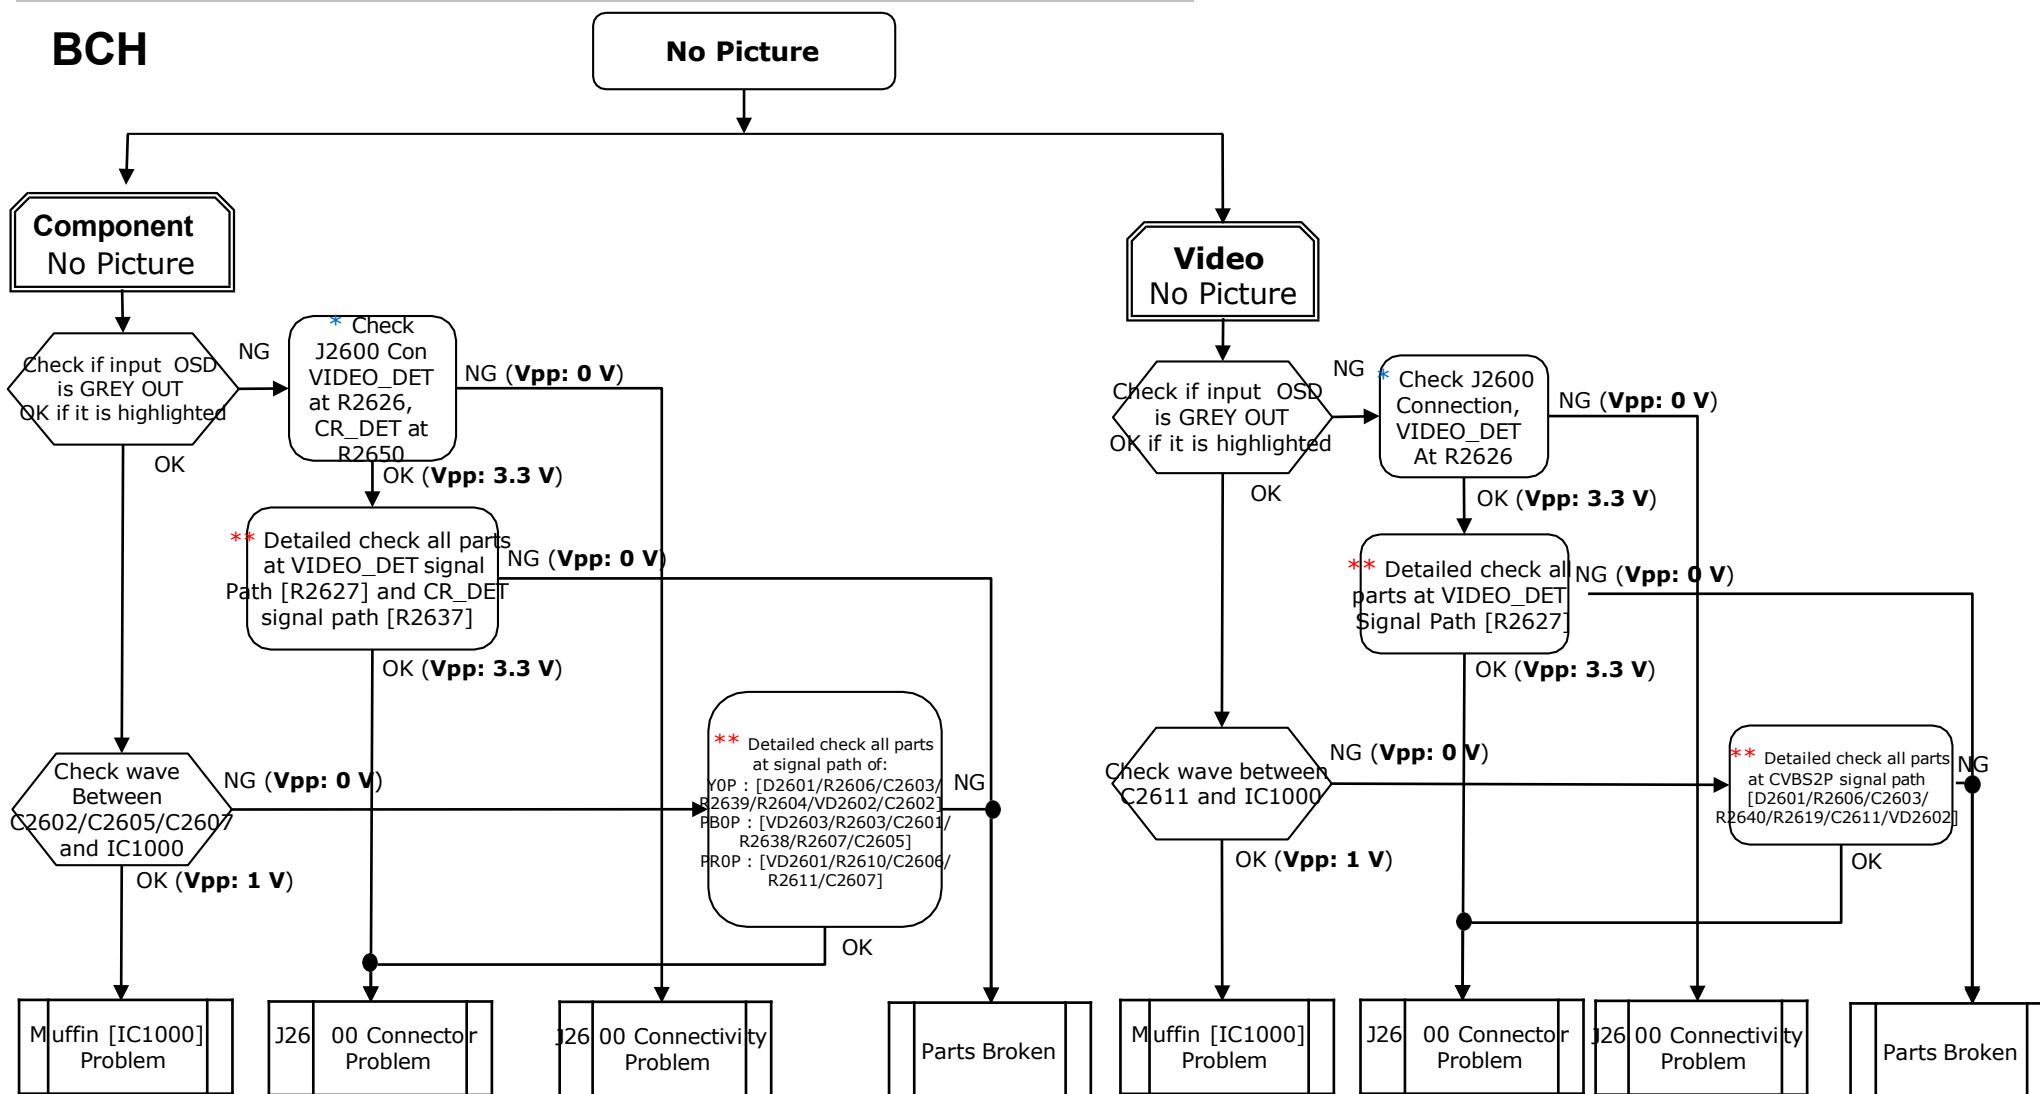 BCH
No Picture
Component
No Picture
Check if input OSD
is GREY OUT
OK if it is highlighted
NG
OK
* Check
J2600 Con
VIDEO_DET
at R2626,
CR_DET at
R2650
NG (Vpp: 0 V)
OK (Vpp: 3.3 V)
** Detailed check all parts
at VIDEO_DET signal
Path [R2627] and CR_DET
signal path [R2637]
NG (Vpp: 0 V)
OK (Vpp: 3.3 V)
Check wave
Between
C2602/C2605/C2607
and IC1000
NG (Vpp: 0 V)
OK (Vpp: 1 V)
** Detailed check all parts
at signal path of:
Y0P : [D2601/R2606/C2603/
R2639/R2604/VD2602/C2602]
PB0P : [VD2603/R2603/C2601/
R2638/R2607/C2605]
PR0P : [VD2601/R2610/C2606/
R2611/C2607]
NG
OK
Muffin [IC1000]
Problem
J26 00 Connector
Problem
J26 00 Connectivity
Problem
Parts Broken
Video
No Picture
Check if input OSD
is GREY OUT
OK if it is highlighted
NG
OK
* Check J2600
Connection,
VIDEO_DET
At R2626
NG (Vpp: 0 V)
OK (Vpp: 3.3 V)
** Detailed check all
parts at VIDEO_DET
Signal Path [R2627]
NG (Vpp: 0 V)
OK (Vpp: 3.3 V)
Check wave between
C2611 and IC1000
NG (Vpp: 0 V)
OK (Vpp: 1 V)
** Detailed check all parts
at CVBS2P signal path
[D2601/R2606/C2603/
R2640/R2619/C2611/VD2602]
NG
OK
Muffin [IC1000]
Problem
J26 00 Connector
Problem
J26 00 Connectivity
Problem
Parts Broken